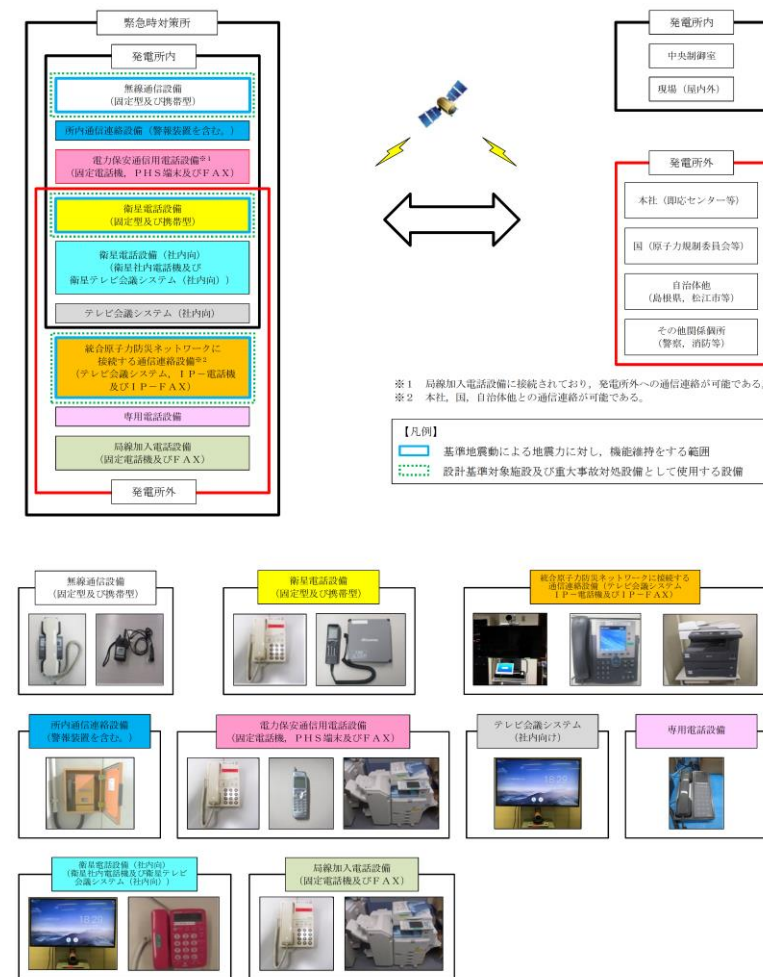 緊急時対策所
発電所内
無線通信設備
(固定型及び携帯型)
所内通信連絡設備(警報装置を含む。)
電力保安通信用電話設備※1
(固定電話機,PHS端末及びFAX)
衛星電話設備
(固定型及び携帯型)
衛星電話設備(社内向)
(衛星社内電話機及び
衛星テレビ会議システム(社内向))
テレビ会議システム(社内向)
統合原子力防災ネットワークに
接続する通信連絡設備※2
(テレビ会議システム,IP-電話機
及びIP-FAX)
専用電話設備
局線加入電話設備
(固定電話機及びFAX)
発電所外
発電所内
中央制御室
現場(屋内外)
発電所外
本社(即応センター等)
国(原子力規制委員会等)
自治体他
(島根県,松江市等)
その他関係個所
(警察,消防等)
※1 局線加入電話設備に接続されており,発電所外への通信連絡が可能である。
※2 本社,国,自治体他との通信連絡が可能である。
【凡例】
基準地震動による地震力に対し,機能維持をする範囲
設計基準対象施設及び重大事故対処設備として使用する設備
無線通信設備
(固定型及び携帯型)
衛星電話設備
(固定型及び携帯型)
統合原子力防災ネットワークに接続する
通信連絡設備(テレビ会議システム
IP-電話機及びIP-FAX)
所内通信連絡設備
(警報装置を含む。)
電力保安通信用電話設備
(固定電話機,PHS端末及びFAX)
テレビ会議システム
(社内向け)
専用電話設備
衛星電話設備(社内向)
(衛星社内電話機及び衛星テレビ
会議システム(社内向))
局線加入電話設備
(固定電話機及びFAX)
18:29
18:29